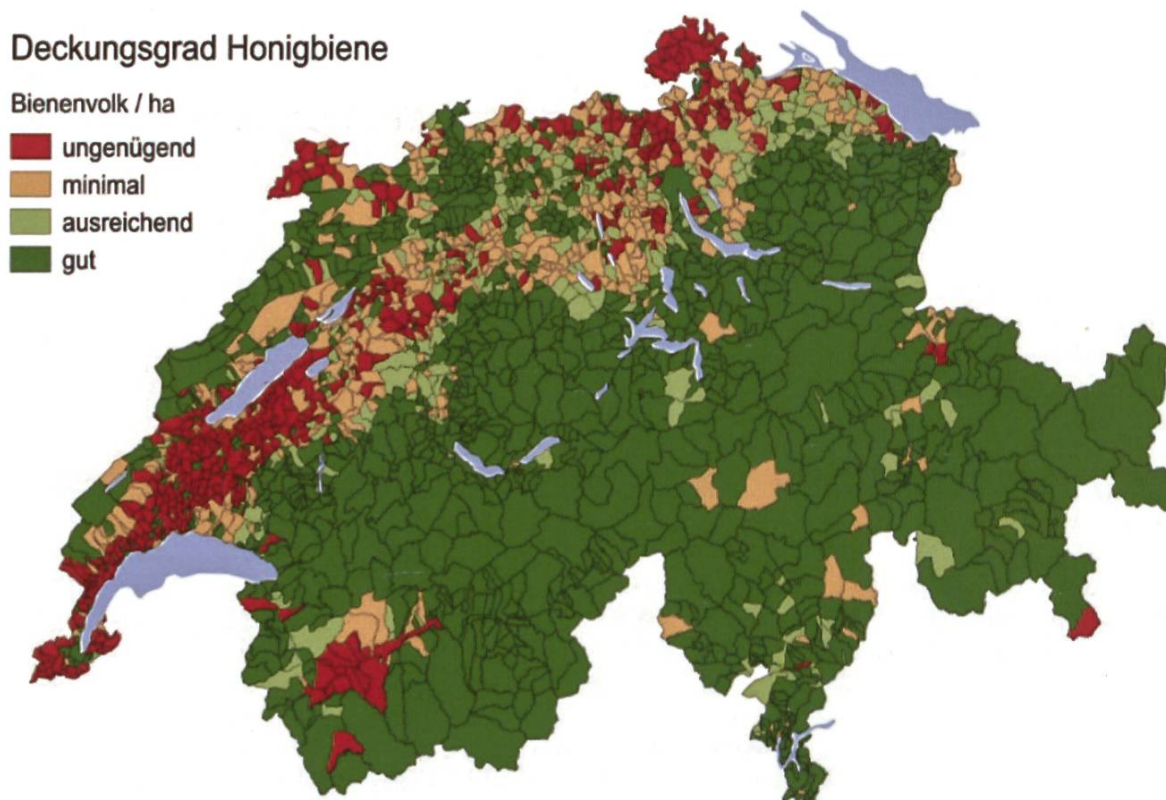 Deckungsgrad Honigbiene
Bienenvolk / ha
ungenügend
minimal
ausreichend
gut